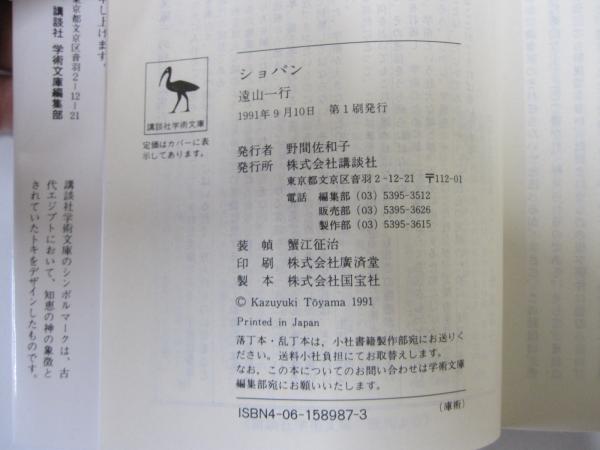 ショパン
遠山一行
1991年9月10日　第1刷発行
発行者　野間佐和子
発行所　株式会社講談社
東京都文京区音羽2-12-21　〒112-01
電話　編集部 (03) 5395-3512
販売部 (03) 5395-3626
製作部 (03) 5395-3615
装　幀　蟹江征治
印　刷　株式会社廣済堂
製　本　株式会社国宝社
© Kazuyuki Tōyama 1991
Printed in Japan
落丁本・乱丁本は、小社書籍製作部宛にお送りく
ださい。送料小社負担にてお取替えします。
なお、この本についてのお問い合わせは学術文庫
編集部宛にお願いいたします。
ISBN4-06-158987-3
(庫術)
講談社学術文庫
定価はカバーに表
示してあります。
し上げます。
東京都文京区音羽2-12-21
講談社 学術文庫編集部
講談社学術文庫のシンボルマークは、古
代エジプトにおいて、知恵の神の象徴と
されていたトキをデザインしたものです。